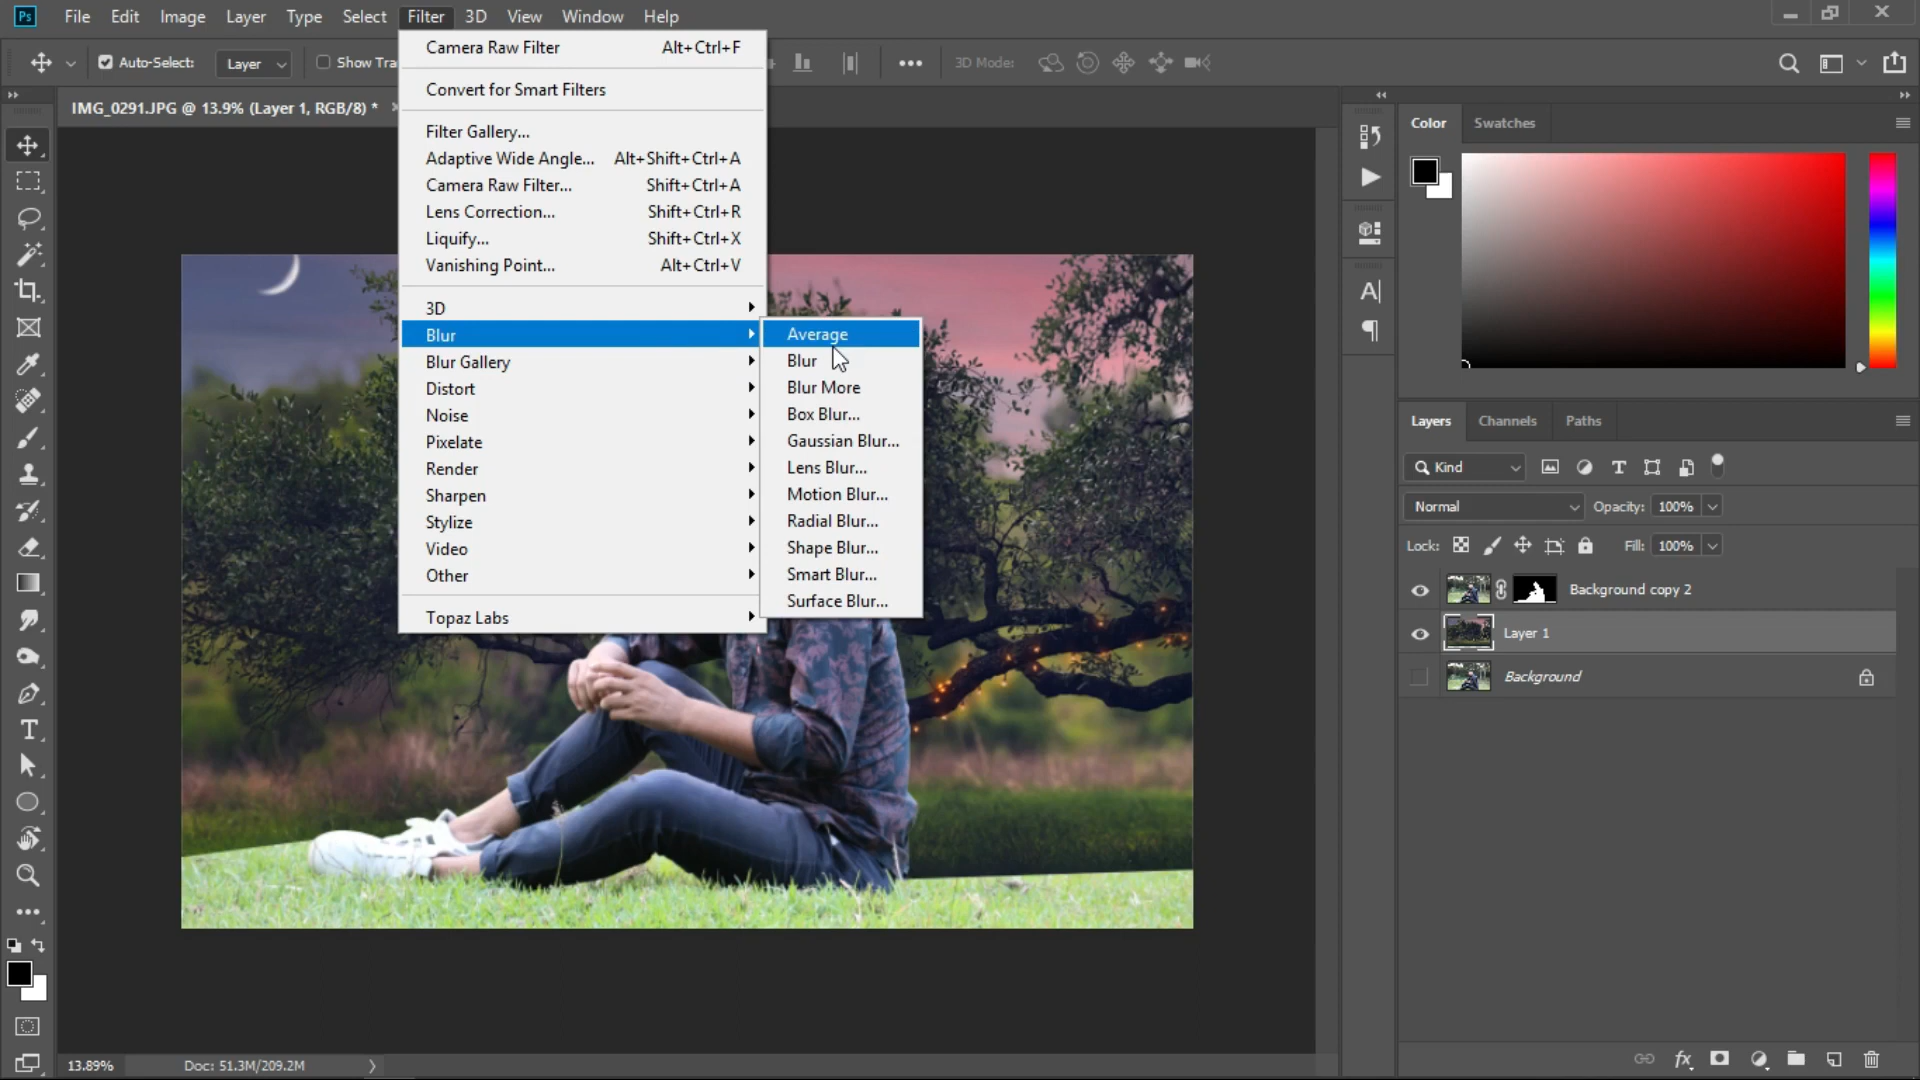 Ps File Edit Image Layer Type Select Filter 3D View Window Help
Auto-Select: Layer Show Tra 3D Mode:
IMG_0291.JPG @ 13.9% (Layer 1, RGB/8) * ×
Camera Raw Filter Alt+Ctrl+F
Convert for Smart Filters
Filter Gallery...
Adaptive Wide Angle... Alt+Shift+Ctrl+A
Camera Raw Filter... Shift+Ctrl+A
Lens Correction... Shift+Ctrl+R
Liquify... Shift+Ctrl+X
Vanishing Point... Alt+Ctrl+V
3D
Blur
Blur Gallery
Distort
Noise
Pixelate
Render
Sharpen
Stylize
Video
Other
Topaz Labs
Average
Blur
Blur More
Box Blur...
Gaussian Blur...
Lens Blur...
Motion Blur...
Radial Blur...
Shape Blur...
Smart Blur...
Surface Blur...
Color Swatches
Layers Channels Paths
Kind
Normal Opacity: 100%
Lock: Fill: 100%
Background copy 2
Layer 1
Background
13.89% Doc: 51.3M/209.2M